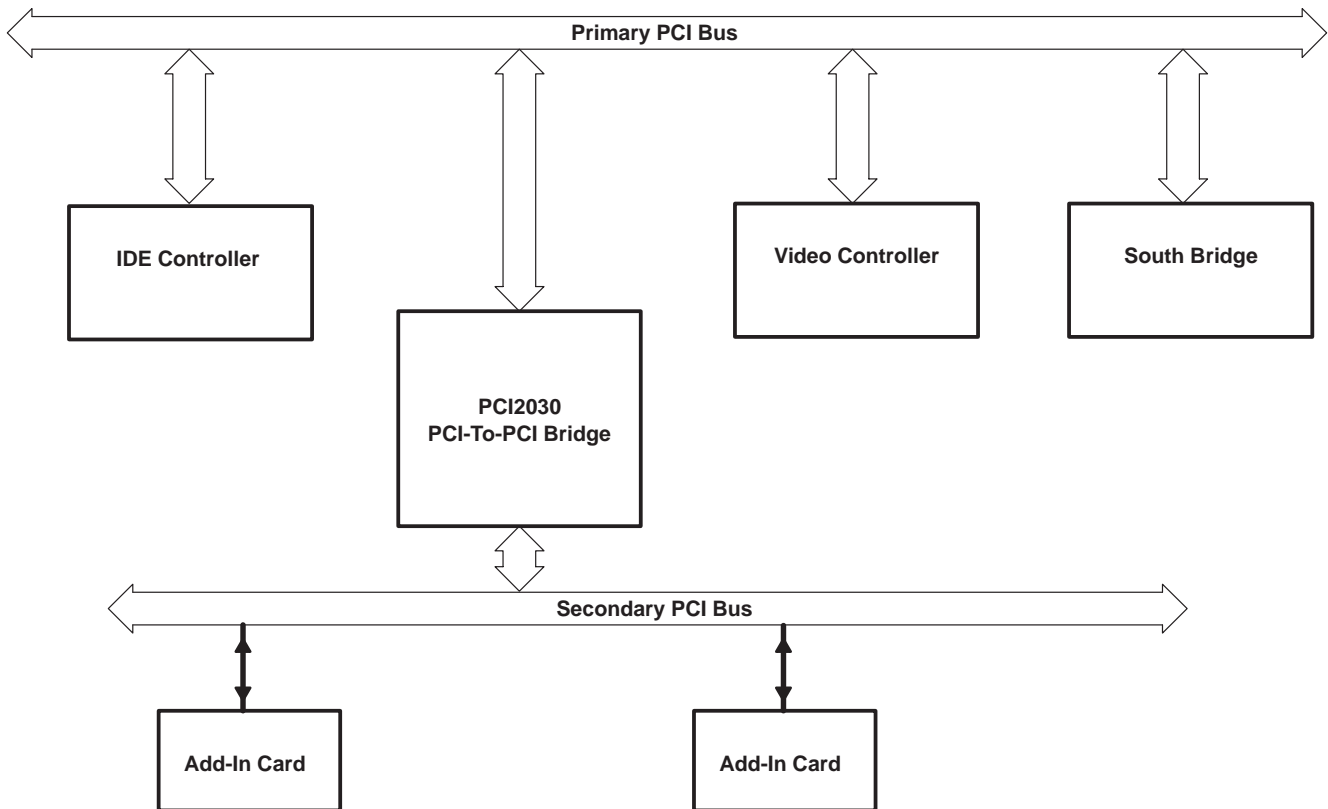 Primary PCI Bus
IDE Controller
Video Controller
South Bridge
PCI2030
PCI-To-PCI Bridge
Secondary PCI Bus
Add-In Card
Add-In Card